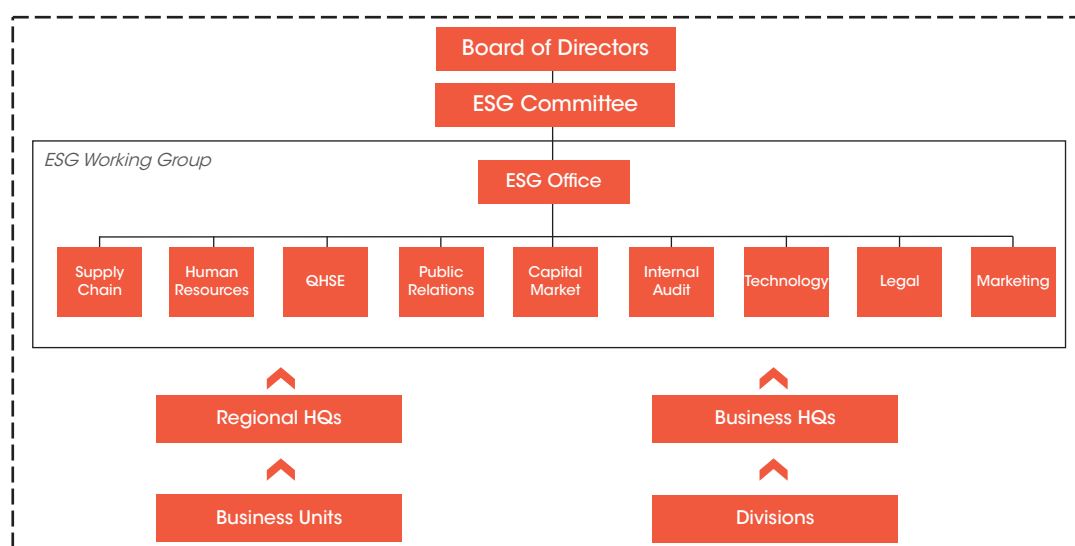 Board of Directors
ESG Committee
ESG Working Group
ESG Office
Supply
Chain
Human
Resources
QHSE
Public
Relations
Capital
Market
Internal
Audit
Technology
Legal
Marketing
Regional HQs
Business HQs
Business Units
Divisions